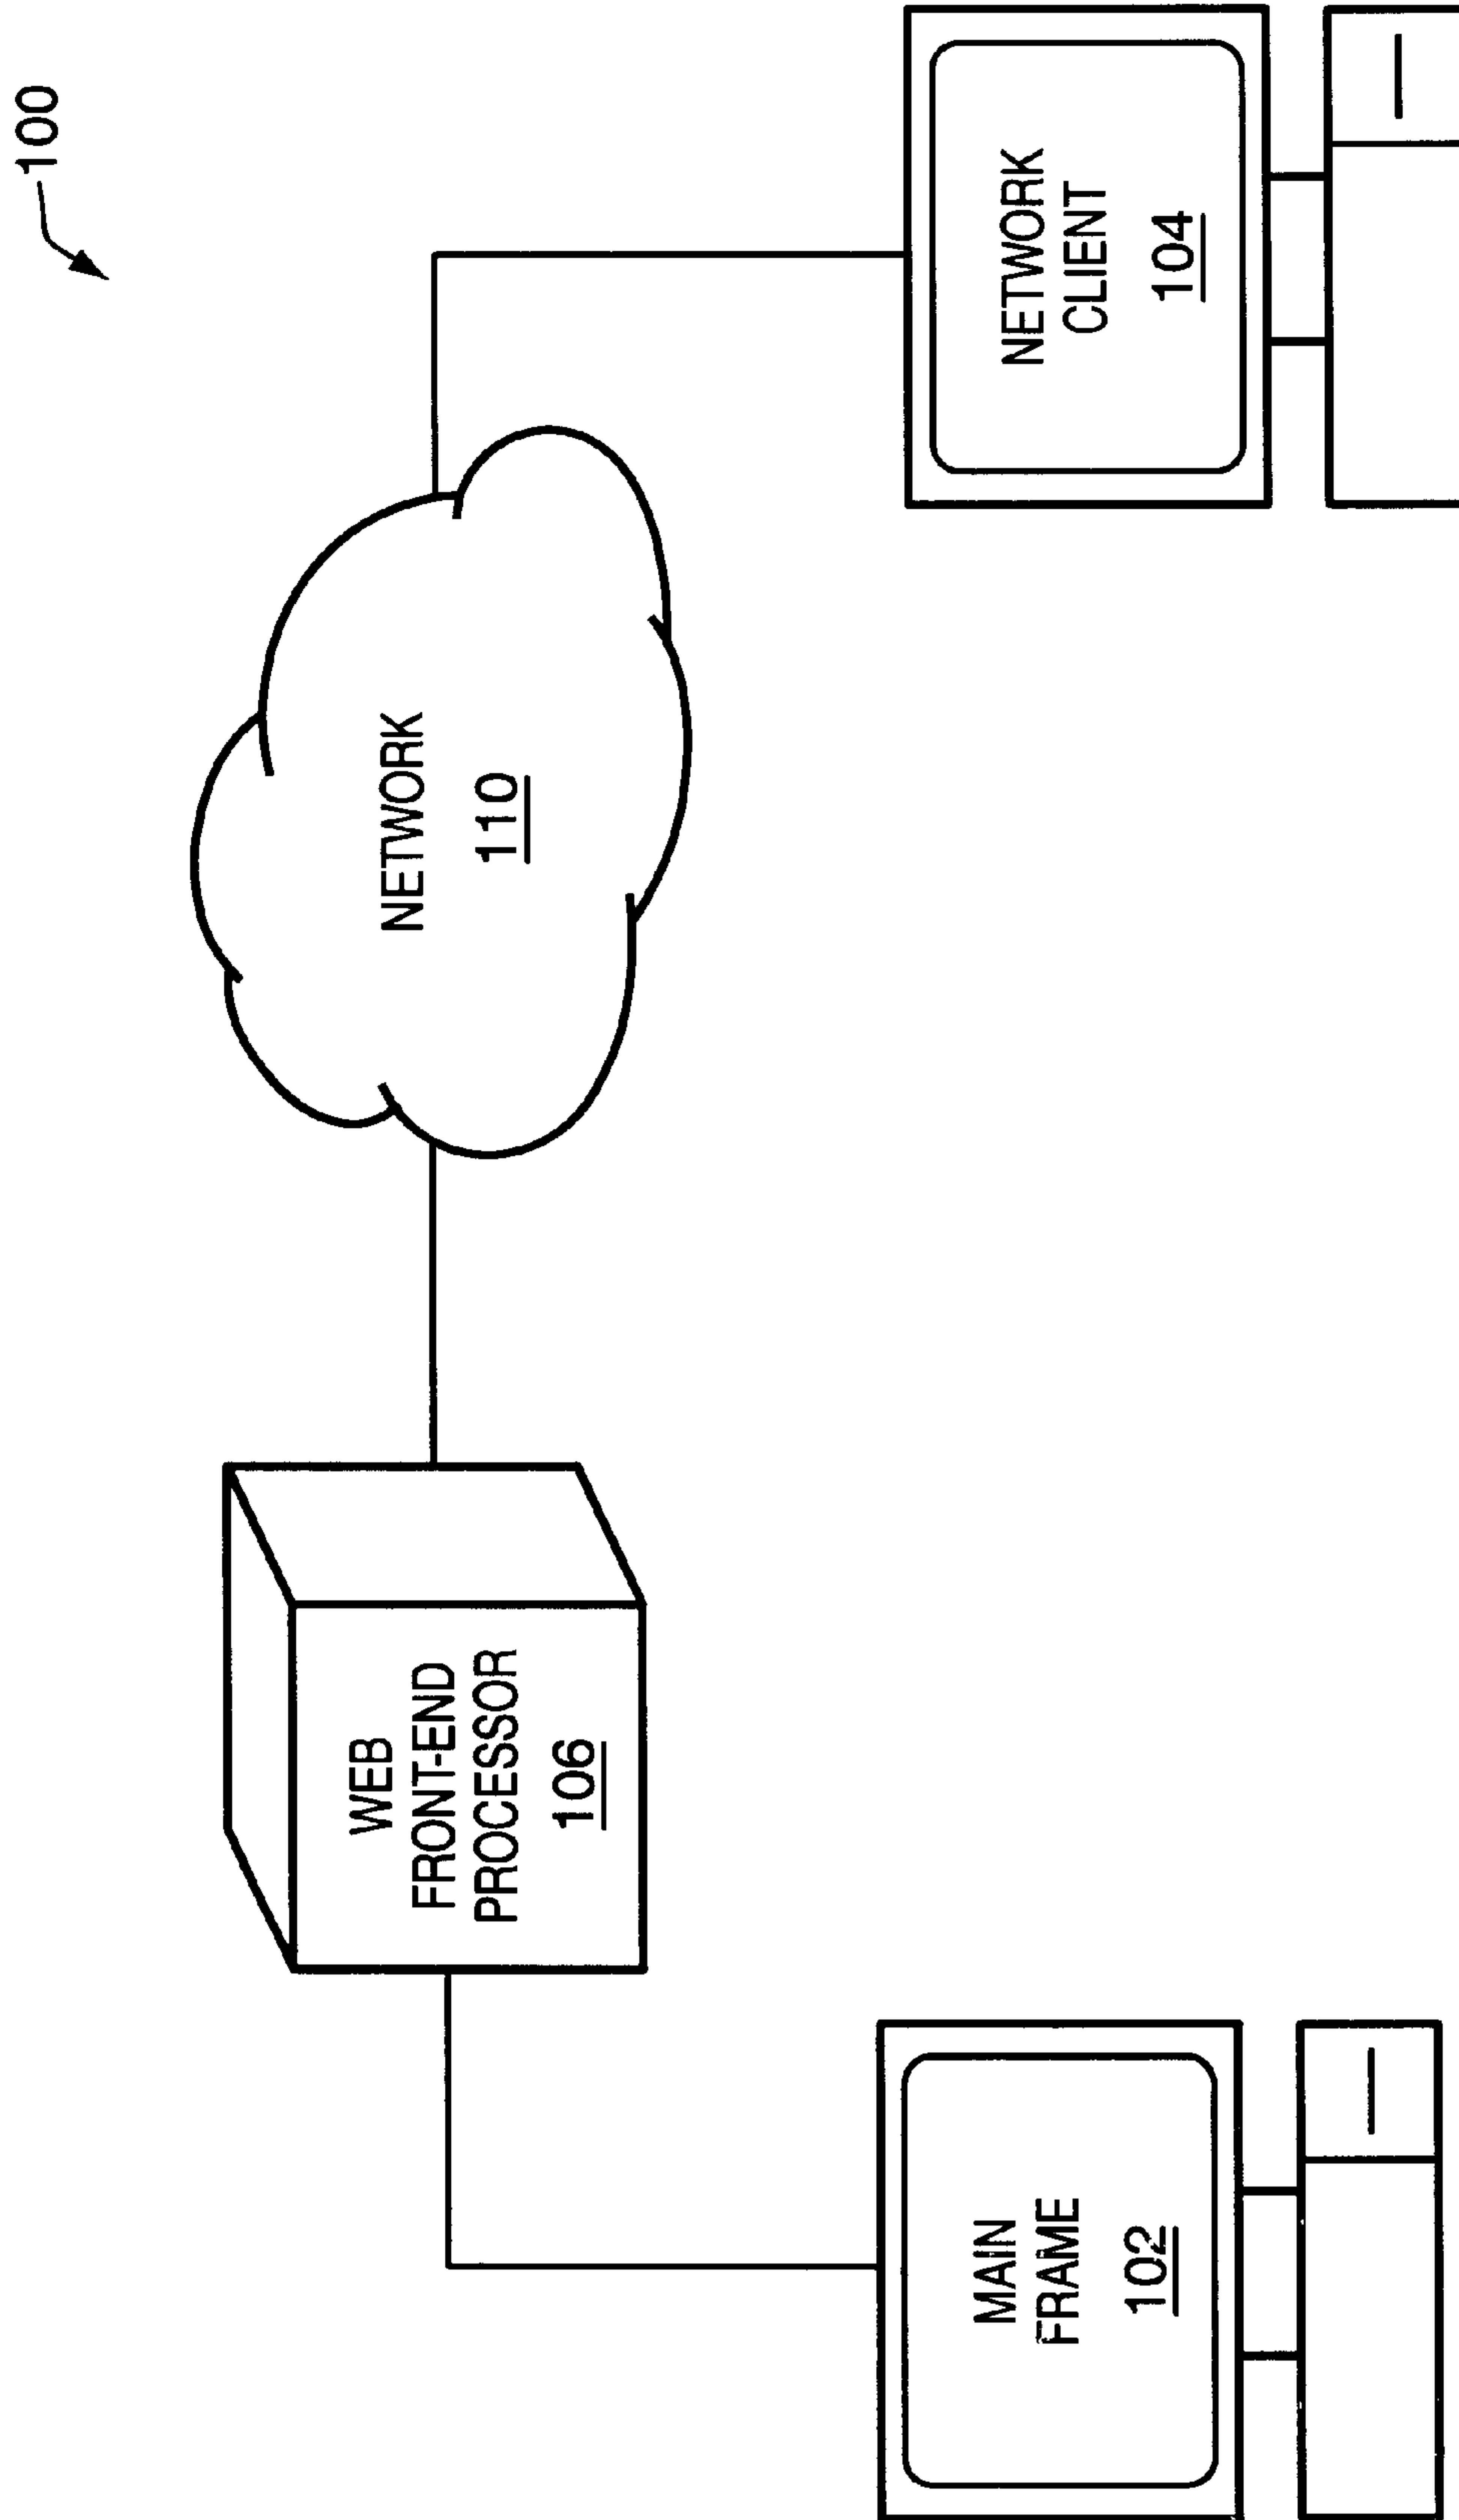 100
WEB
FRONT-END
PROCESSOR
106
NETWORK
110
MAIN
FRAME
102
NETWORK
CLIENT
104